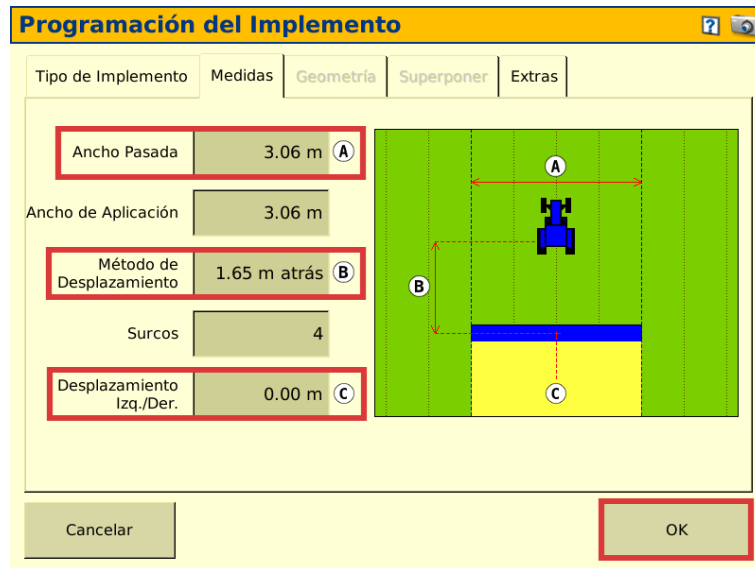 Programación del Implemento ?
Tipo de Implemento Medidas Geometría Superponer Extras
Ancho Pasada 3.06 m A
Ancho de Aplicación 3.06 m
Método de
Desplazamiento 1.65 m atrás B
Surcos 4
Desplazamiento
Izq./Der. 0.00 m C
A
B
C
Cancelar OK